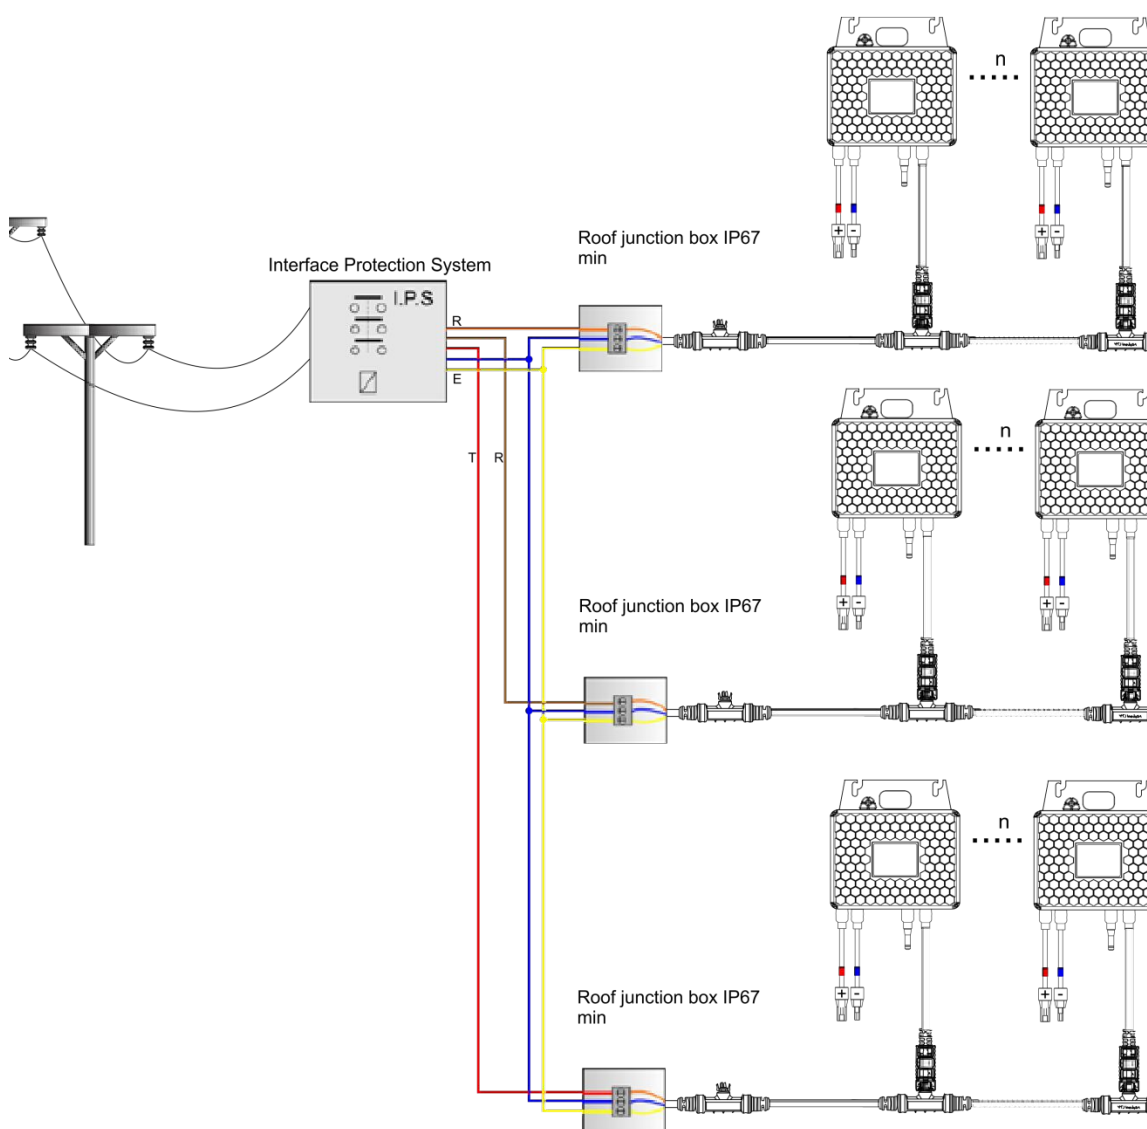 n
Roof junction box IP67
min
Interface Protection System
I.P.S
R
E
T R
+ -
+ -
n
Roof junction box IP67
min
+ -
+ -
n
Roof junction box IP67
min
+ -
+ -